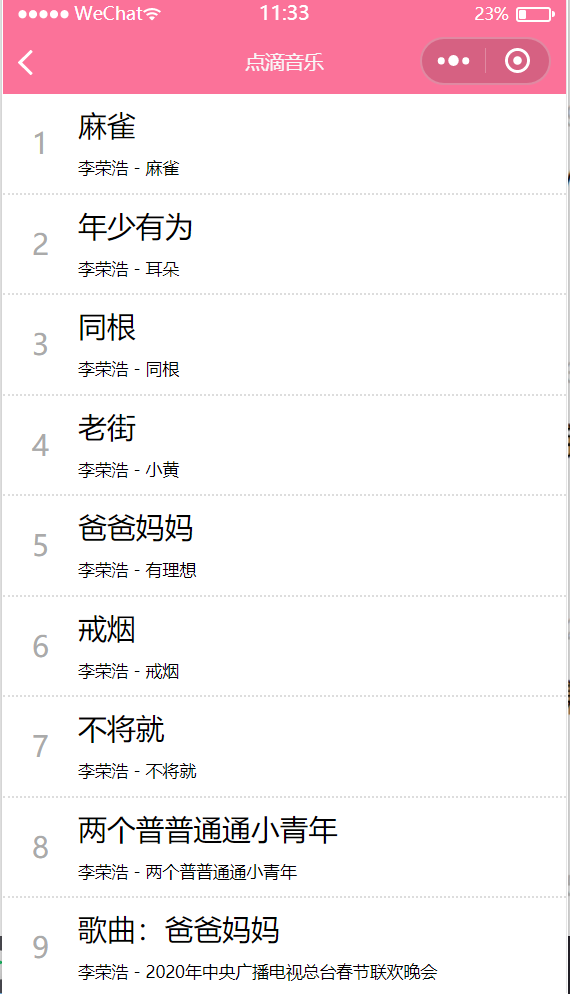 WeChat 11:33 23%
点滴音乐
1
麻雀
李荣浩 - 麻雀
2
年少有为
李荣浩 - 耳朵
3
同根
李荣浩 - 同根
4
老街
李荣浩 - 小黄
5
爸爸妈妈
李荣浩 - 有理想
6
戒烟
李荣浩 - 戒烟
7
不将就
李荣浩 - 不将就
8
两个普普通通小青年
李荣浩 - 两个普普通通小青年
9
歌曲：爸爸妈妈
李荣浩 - 2020年中央广播电视总台春节联欢晚会